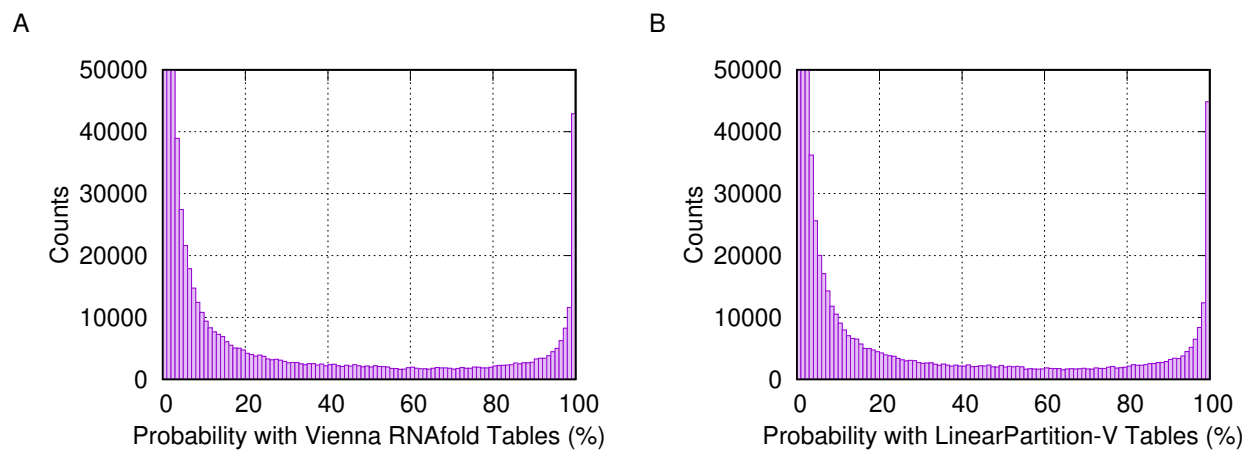 A
Counts
50000
40000
30000
20000
10000
0
0 20 40 60 80 100
Probability with Vienna RNAfold Tables (%)
B
Counts
50000
40000
30000
20000
10000
0
0 20 40 60 80 100
Probability with LinearPartition-V Tables (%)